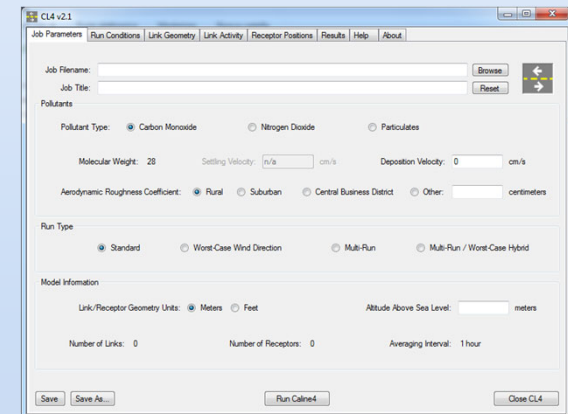 CL4 v2.1
Job Parameters Run Conditions Link Geometry Link Activity Receptor Positions Results Help About
Job Filename: Browse
Job Title: Reset
Pollutants
Pollutant Type: Carbon Monoxide Nitrogen Dioxide Particulates
Molecular Weight: 28 Settling Velocity: n/a cm/s Deposition Velocity: 0 cm/s
Aerodynamic Roughness Coefficient: Rural Suburban Central Business District Other: centimeters
Run Type
Standard Worst-Case Wind Direction Multi-Run Multi-Run / Worst-Case Hybrid
Model Information
Link/Receptor Geometry Units: Meters Feet Altitude Above Sea Level: meters
Number of Links: 0 Number of Receptors: 0 Averaging Interval: 1 hour
Save Save As... Run Caline4 Close CL4